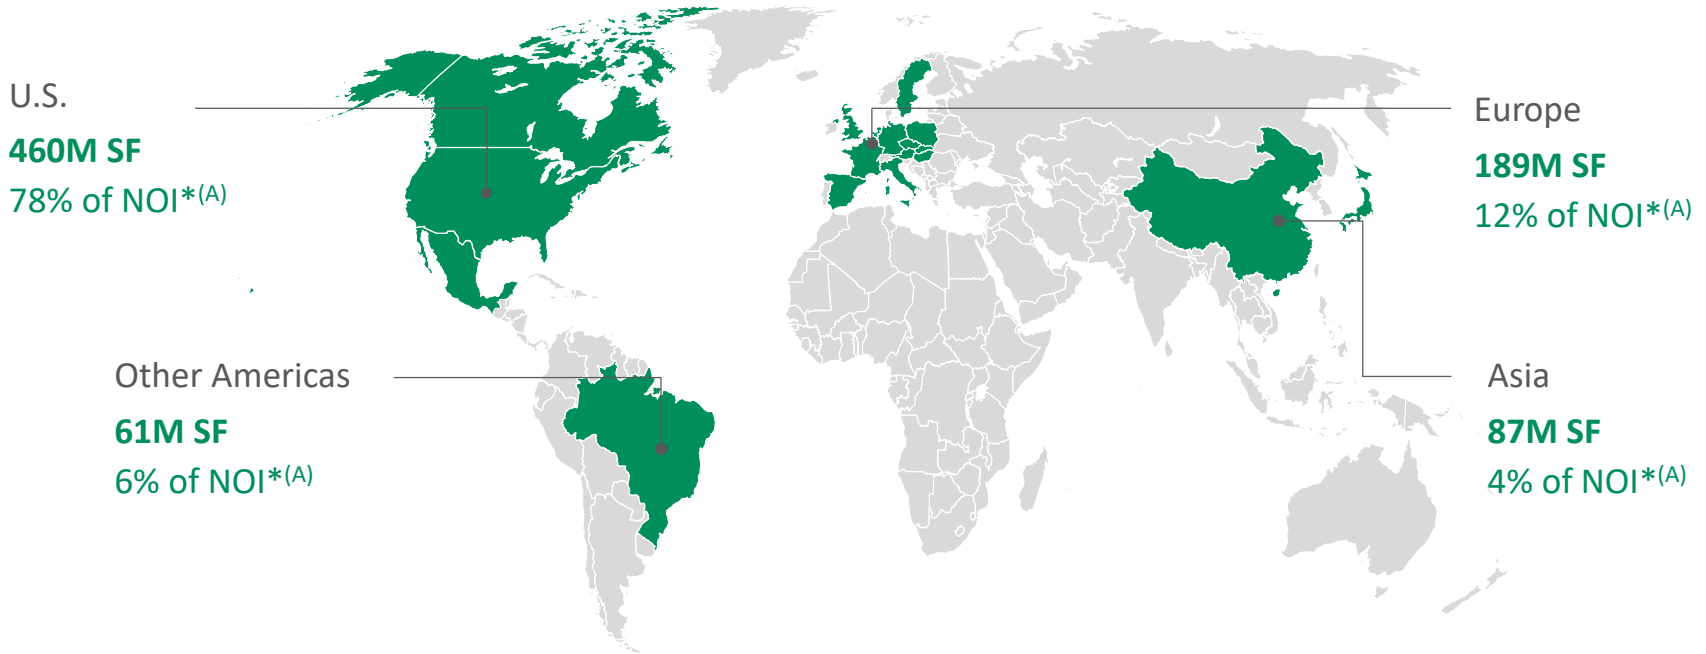 U.S.
460M SF
78% of NOI*(A)
Europe
189M SF
12% of NOI*(A)
Other Americas
61M SF
6% of NOI*(A)
Asia
87M SF
4% of NOI*(A)